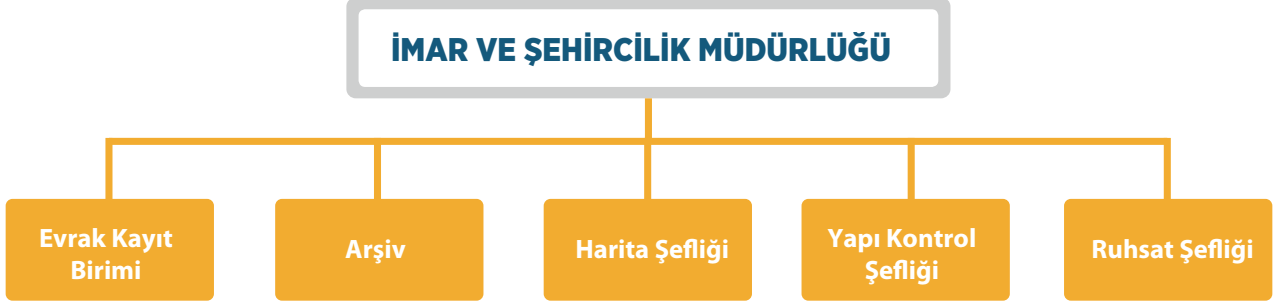 İMAR VE ŞEHİRCİLİK MÜDÜRLÜĞÜ
Evrak Kayıt
Birimi
Arşiv
Harita Şefliği
Yapı Kontrol
Şefliği
Ruhsat Şefliği